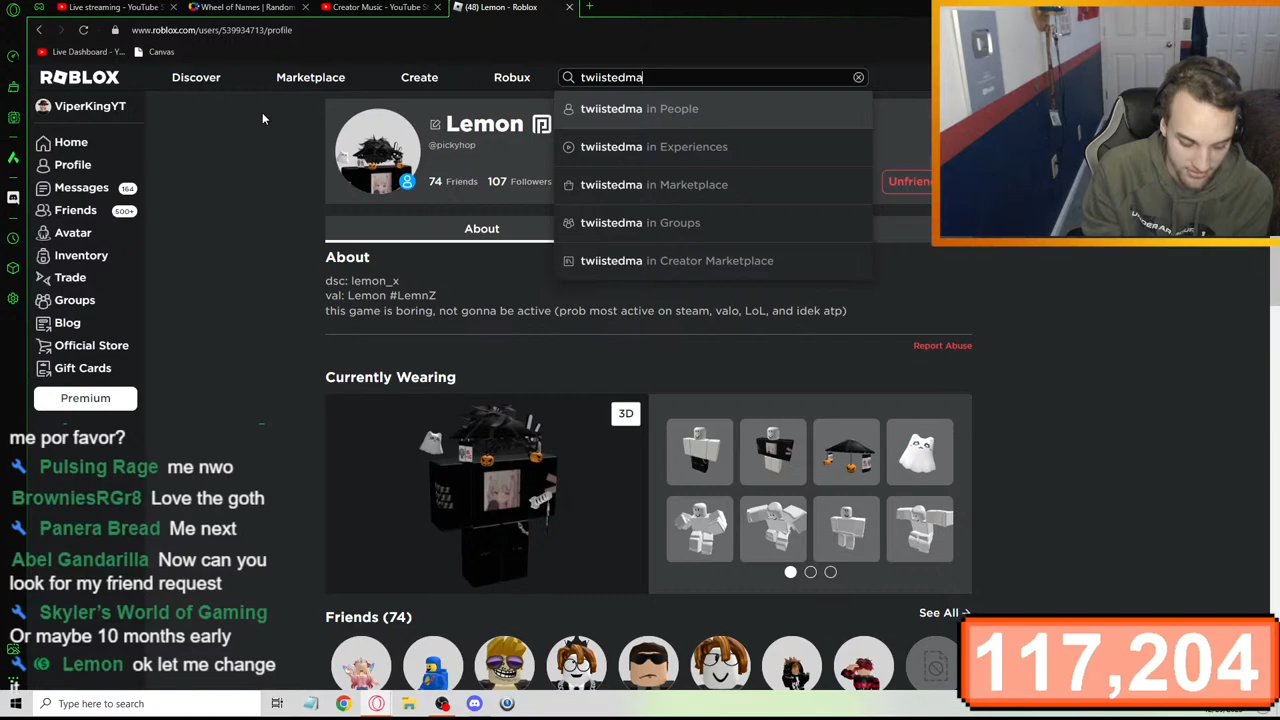 Live streaming - YouTube S
Wheel of Names | Random
Creator Music - YouTube St
(48) Lemon - Roblox
www.roblox.com/users/539934713/profile
Live Dashboard - Y...
Canvas
ROBLOX
Discover
Marketplace
Create
Robux
twiistedma
ViperKingYT
Home
Profile
Messages
164
Friends
500+
Avatar
Inventory
Trade
Groups
Blog
Official Store
Gift Cards
Premium
Lemon
@pickyhop
74 Friends
107 Followers
twiistedma in People
twiistedma in Experiences
twiistedma in Marketplace
twiistedma in Groups
twiistedma in Creator Marketplace
Unfrien
About
About
dsc: lemon_x
val: Lemon #LemnZ
this game is boring, not gonna be active (prob most active on steam, valo, LoL, and idek atp)
Report Abuse
Currently Wearing
3D
Friends (74)
See All
me por favor?
Pulsing Rage me nwo
BrowniesRGr8 Love the goth
Panera Bread Me next
Abel Gandarilla Now can you
look for my friend request
Skyler's World of Gaming
Or maybe 10 months early
Lemon ok let me change
it
117,204
Type here to search